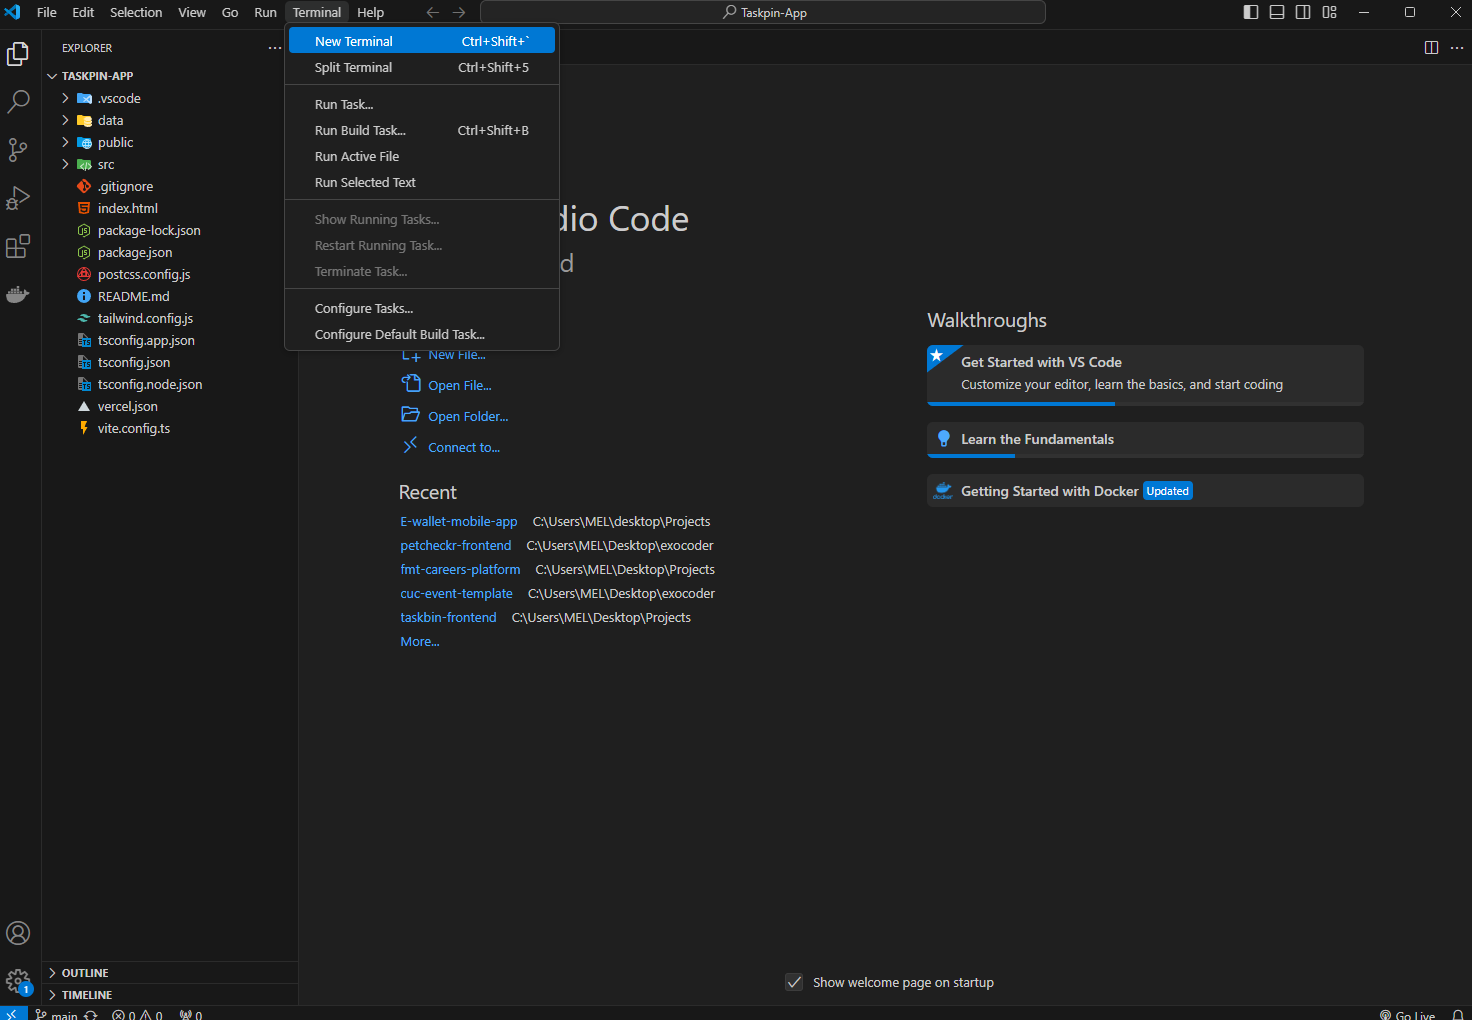 File Edit Selection View Go Run Terminal Help
Taskpin-App
EXPLORER
TASKPIN-APP
.vscode
data
public
src
.gitignore
index.html
package-lock.json
package.json
postcss.config.js
README.md
tailwind.config.js
tsconfig.app.json
tsconfig.json
tsconfig.node.json
vercel.json
vite.config.ts
OUTLINE
TIMELINE
New Terminal Ctrl+Shift+`
Split Terminal Ctrl+Shift+5
Run Task...
Run Build Task... Ctrl+Shift+B
Run Active File
Run Selected Text
Show Running Tasks...
Restart Running Task...
Terminate Task...
Configure Tasks...
Configure Default Build Task...
dio Code
d
New File...
Open File...
Open Folder...
Connect to...
Recent
E-wallet-mobile-app C:\Users\MEL\desktop\Projects
petcheckr-frontend C:\Users\MEL\Desktop\exocoder
fmt-careers-platform C:\Users\MEL\Desktop\Projects
cuc-event-template C:\Users\MEL\Desktop\exocoder
taskbin-frontend C:\Users\MEL\Desktop\Projects
More...
Walkthroughs
Get Started with VS Code
Customize your editor, learn the basics, and start coding
Learn the Fundamentals
docker
Getting Started with Docker Updated
Show welcome page on startup
1
main 0 0 0 Go Live